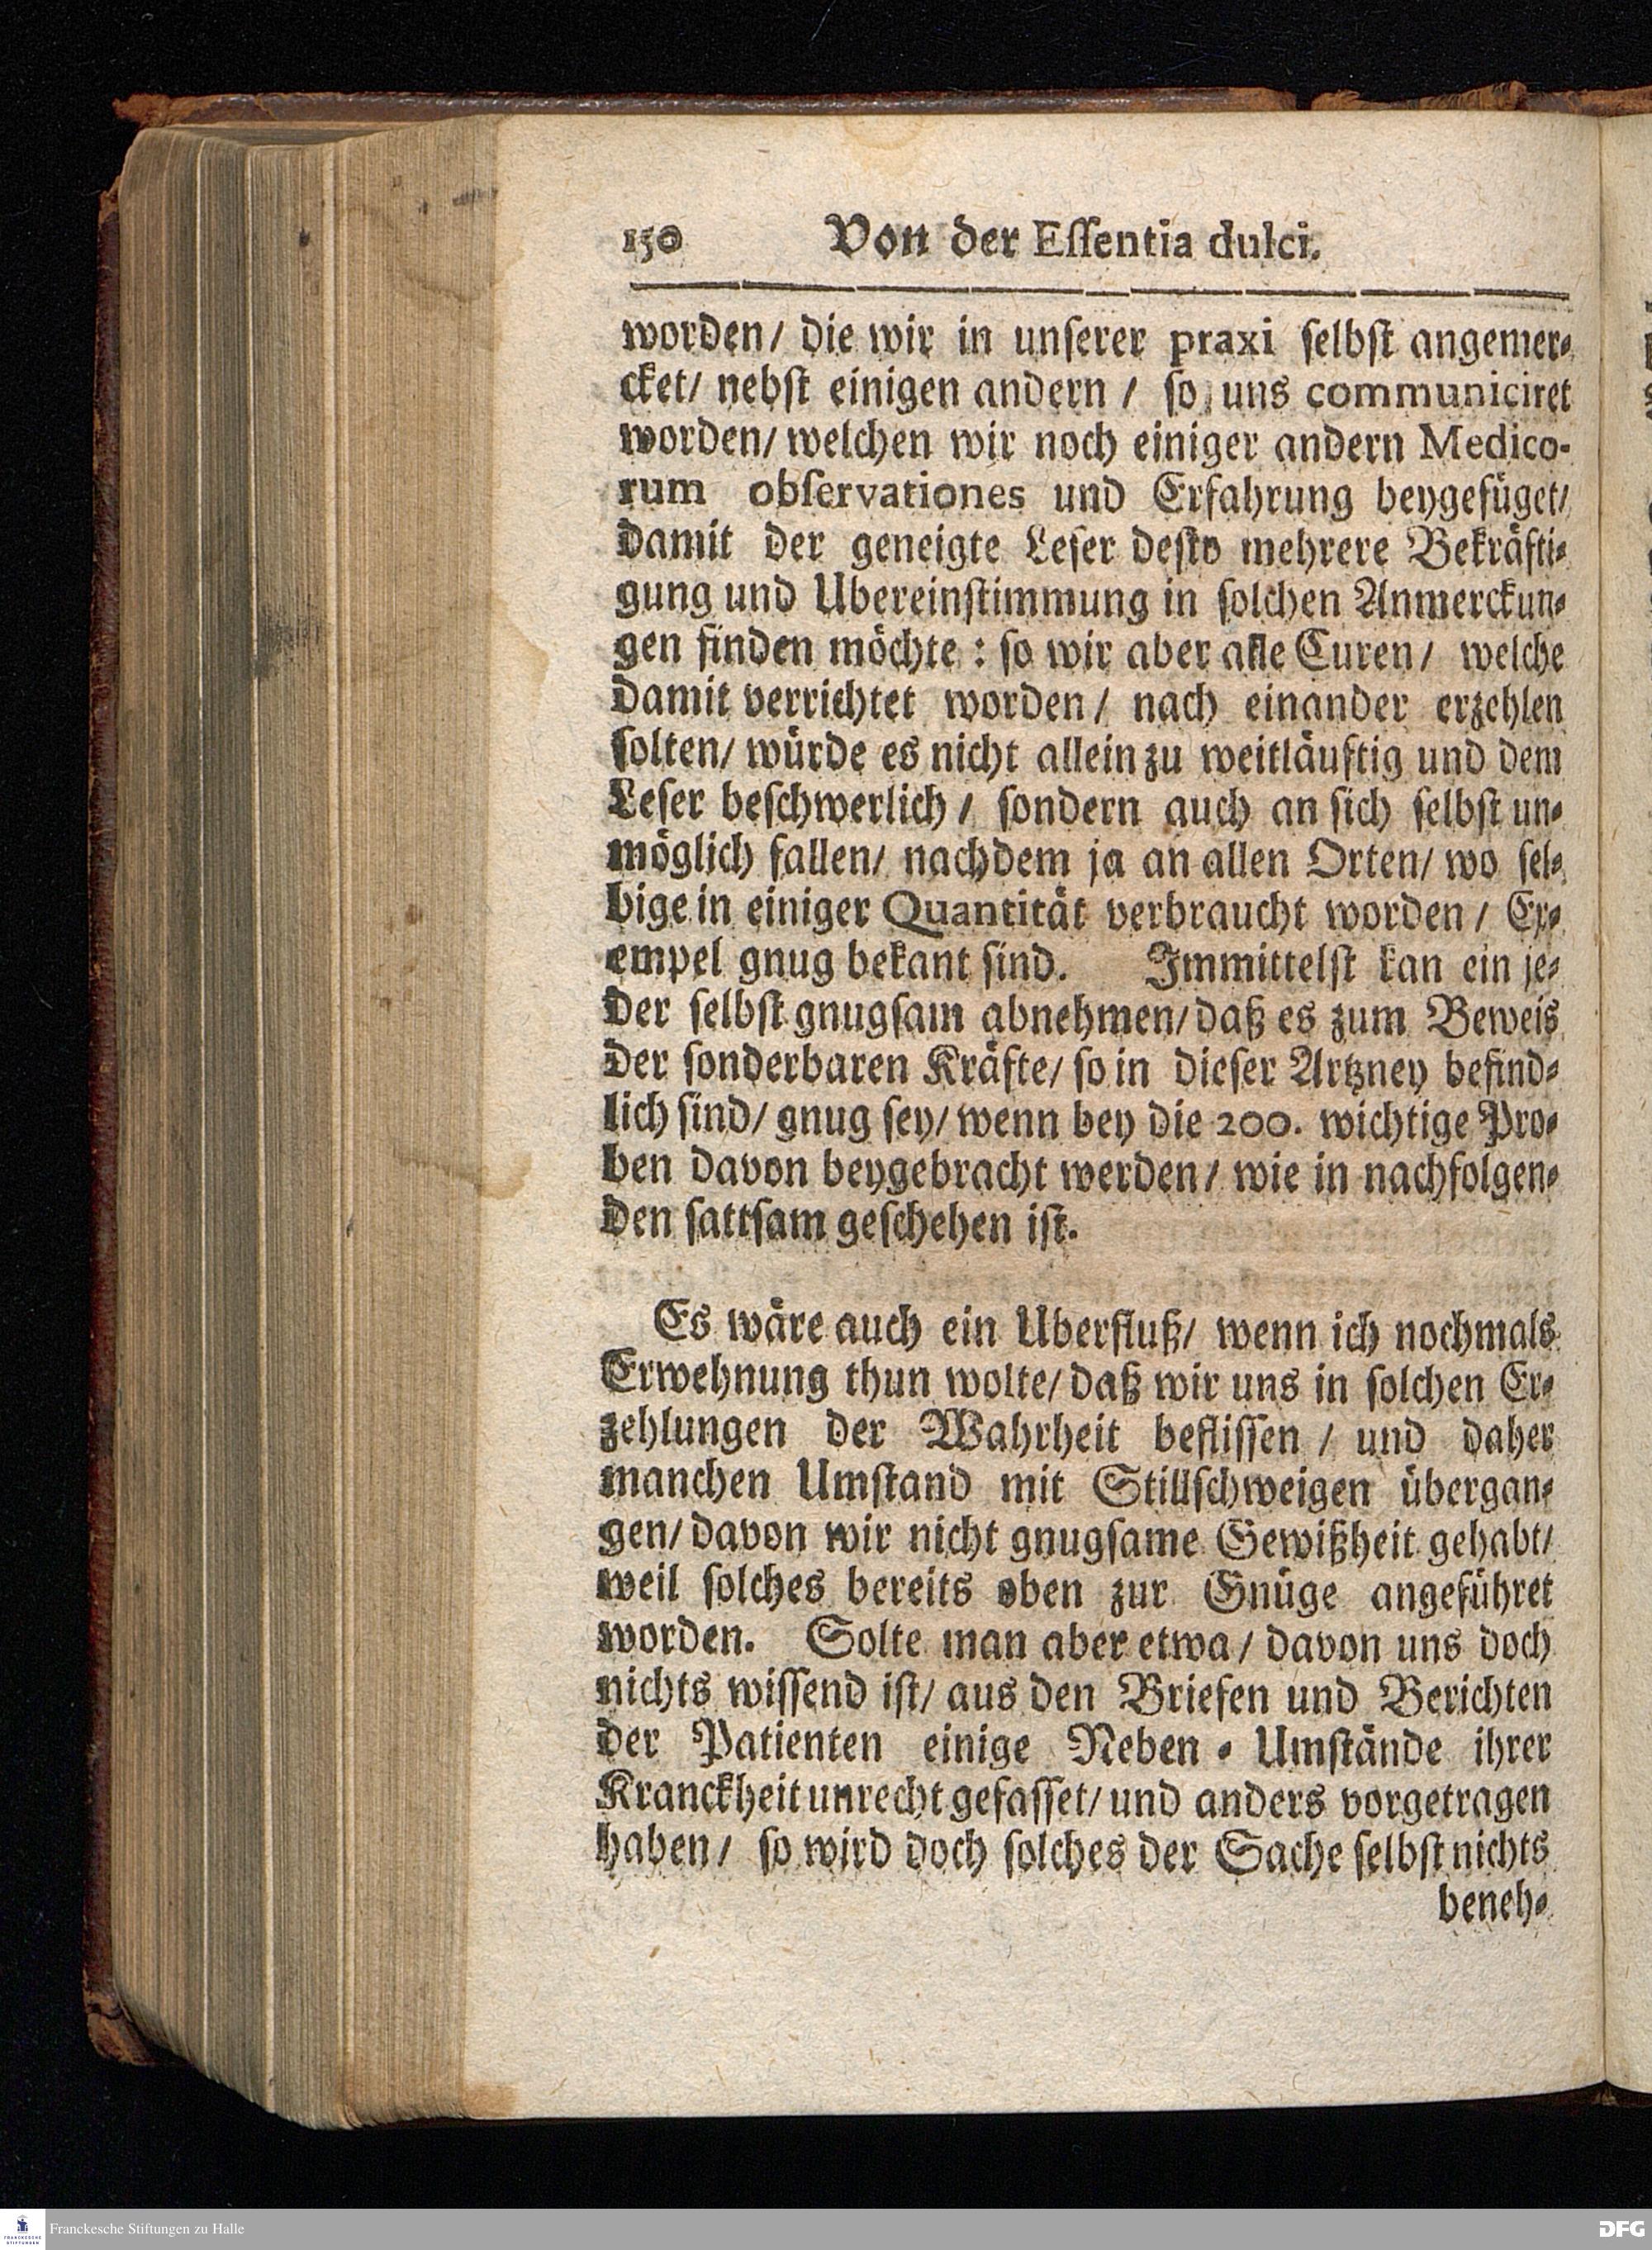 150 Von der Eſſentia dulci.
worden/ die wir in unſerer praxi ſelbſt angemer⸗
cket/ nebſt einigen andern / ſo uns communiciret
worden/ welchen wir noch einiger andern Medico-
rum obſervationes und Erfahrung beygefüget/
damit der geneigte Leſer deſto mehrere Bekräfti⸗
gung und Ubereinſtimmung in ſolchen Anmerckun⸗
gen finden möchte : ſo wir aber alle Curen/ welche
damit verrichtet worden/ nach einander erzehlen
ſolten/ würde es nicht allein zu weitläuftig und dem
Leſer beſchwerlich / ſondern auch an ſich ſelbſt un⸗
möglich fallen/ nachdem ja an allen Orten/ wo ſel⸗
bige in einiger Quantität verbraucht worden / Ex⸗
empel gnug bekant ſind. Immittelſt kan ein je⸗
der ſelbſt gnugſam abnehmen/ daß es zum Beweis
der ſonderbaren Kräfte/ ſo in dieſer Artzney befind⸗
lich ſind/ gnug ſey/ wenn bey die 200. wichtige Pro⸗
ben davon beygebracht werden/ wie in nachfolgen⸗
den ſattſam geſchehen iſt.
Es wäre auch ein Uberfluß/ wenn ich nochmals
Erwehnung thun wolte/ daß wir uns in ſolchen Er⸗
zehlungen der Wahrheit befliſſen / und daher
manchen Umſtand mit Stillſchweigen übergan⸗
gen/ davon wir nicht gnugſame Gewißheit gehabt/
weil ſolches bereits oben zur Gnüge angeführet
worden. Solte man aber etwa / davon uns doch
nichts wiſſend iſt/ aus den Briefen und Berichten
der Patienten einige Neben ⸗ Umſtände ihrer
Kranckheit unrecht gefaſſet/ und anders vorgetragen
haben/ ſo wird doch ſolches der Sache ſelbſt nichts
beneh⸗
FRANCKESCHE STIFTUNGEN
Franckesche Stiftungen zu Halle
DFG